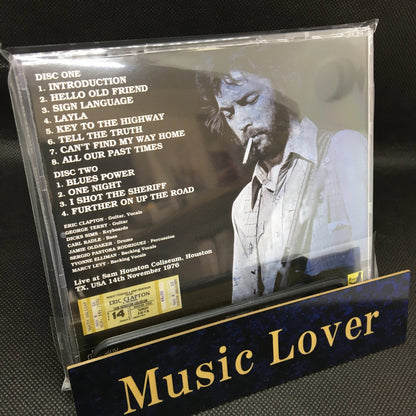 DISC ONE
1. INTRODUCTION
2. HELLO OLD FRIEND
3. SIGN LANGUAGE
4. LAYLA
5. KEY TO THE HIGHWAY
6. TELL THE TRUTH
7. CAN'T FIND MY WAY HOME
8. ALL OUR PAST TIMES
DISC TWO
1. BLUES POWER
2. ONE NIGHT
3. I SHOT THE SHERIFF
4. FURTHER ON UP THE ROAD
ERIC CLAPTON - Guitar, Vocals
GEORGE TERRY - Guitar
DICK SIMS - Keyboards
CARL RADLE - Bass
JAMIE OLDAKER - Drums
SERGIO PASTORA RODRIGUEZ - Percussion
YVONNE ELLIMAN - Backing Vocals
MARCY LEVY - Backing Vocals
Live at Sam Houston Coliseum, Houston
TX, USA 14th November 1976
ERIC CLAPTON
14
Music Lover